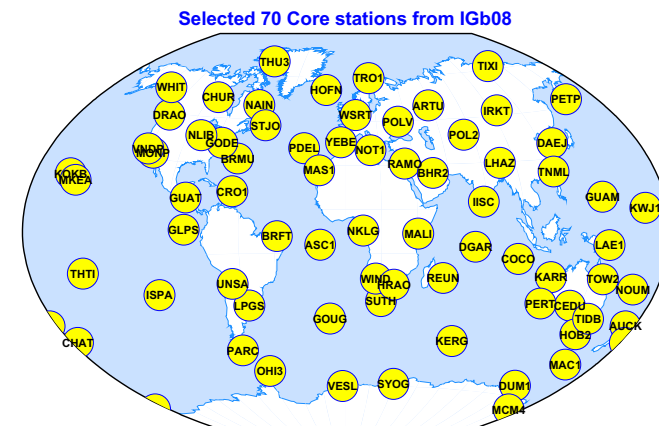 Selected 70 Core stations from IGb08
THU3
TIXI
TRO1
HOFN
WHIT
CHUR
NAIN
ARTU
PETP
DRAO
STJO
WSRT
POLV
IRKT
NLIB
GODE
YEBE
POL2
DAEJ
VNDP
MONP
BRMU
PDEL
NOT1
MAS1
RAMO
BHR2
LHAZ
TNML
KOKB
MKEA
GUAT
CRO1
IISC
GUAM
KWJ1
GLPS
BRFT
ASC1
NKLG
MALI
DGAR
COCO
LAE1
THTI
ISPA
UNSA
LPGS
WIND
HRAO
SUTH
REUN
KARR
TOW2
NOUM
PERT
CEDU
TIDB
HOB2
AUCK
CHAT
GOUG
KERG
PARC
OHI3
VESL
SYOG
MAC1
DUM1
MCM4